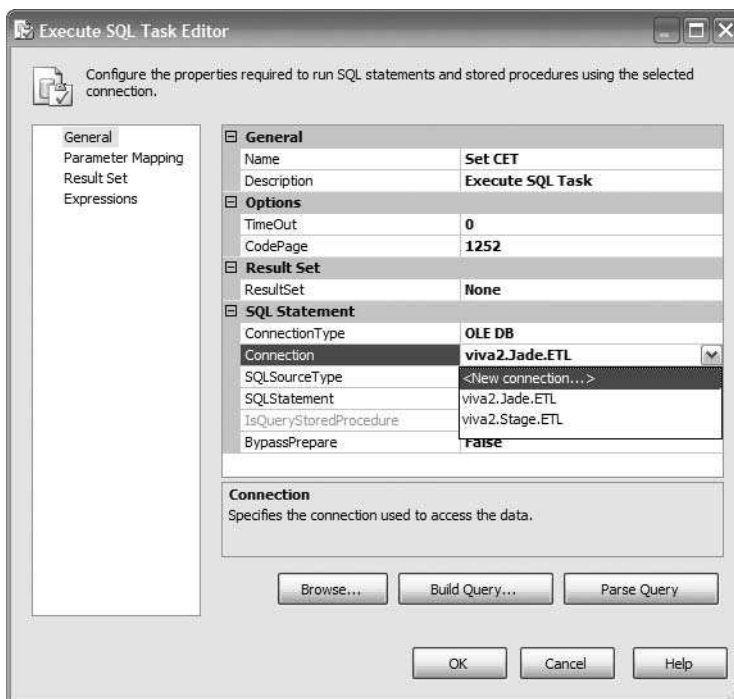 Execute SQL Task Editor
Configure the properties required to run SQL statements and stored procedures using the selected
connection.
General
Parameter Mapping
Result Set
Expressions
General
Name Set CET
Description Execute SQL Task
Options
TimeOut 0
CodePage 1252
Result Set
ResultSet None
SQL Statement
ConnectionType OLE DB
Connection viva2.Jade.ETL
SQLSourceType <New connection...>
SQLStatement viva2.Jade.ETL
IsQueryStoredProcedure viva2.Stage.ETL
BypassPrepare False
Connection
Specifies the connection used to access the data.
Browse... Build Query... Parse Query
OK Cancel Help